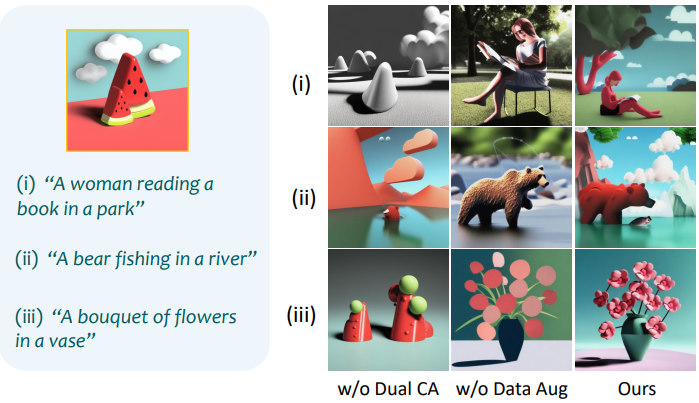 (i) “A woman reading a
book in a park”
(ii) “A bear fishing in a river”
(iii) “A bouquet of flowers
in a vase”
(i)
(ii)
(iii)
w/o Dual CA w/o Data Aug Ours